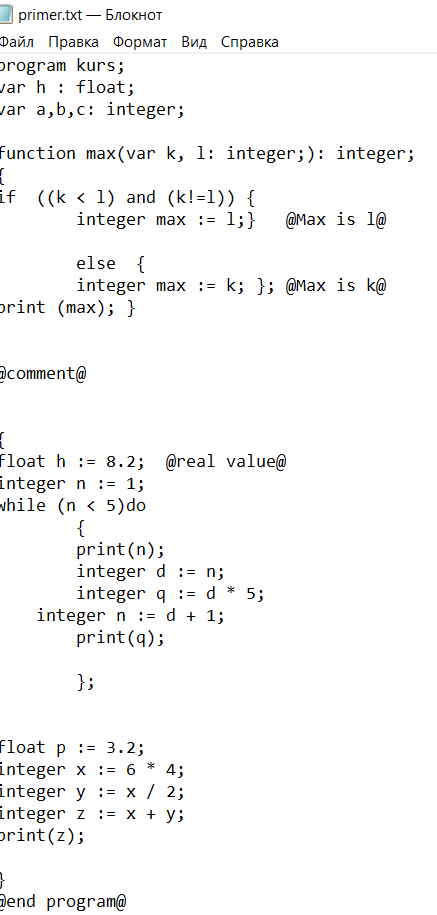 primer.txt — Блокнот
Файл Правка Формат Вид Справка
program kurs;
var h : float;
var a,b,c: integer;
function max(var k, l: integer;): integer;
{
if  ((k < l) and (k!=l)) {
integer max := l;}   @Max is l@
else  {
integer max := k; }; @Max is k@
print (max); }
@comment@
{
float h := 8.2;  @real value@
integer n := 1;
while (n < 5)do
{
print(n);
integer d := n;
integer q := d * 5;
integer n := d + 1;
print(q);
};
float p := 3.2;
integer x := 6 * 4;
integer y := x / 2;
integer z := x + y;
print(z);
}
@end program@